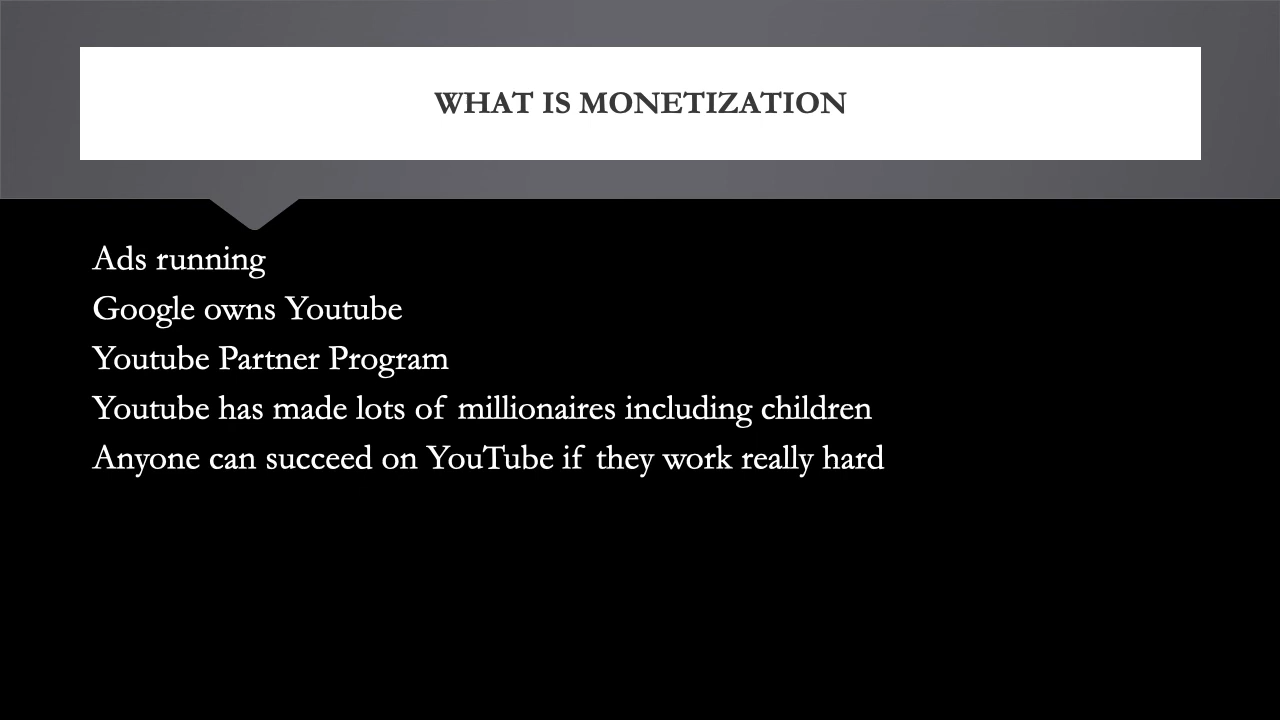 WHAT IS MONETIZATION
Ads running
Google owns Youtube
Youtube Partner Program
Youtube has made lots of millionaires including children
Anyone can succeed on YouTube if they work really hard